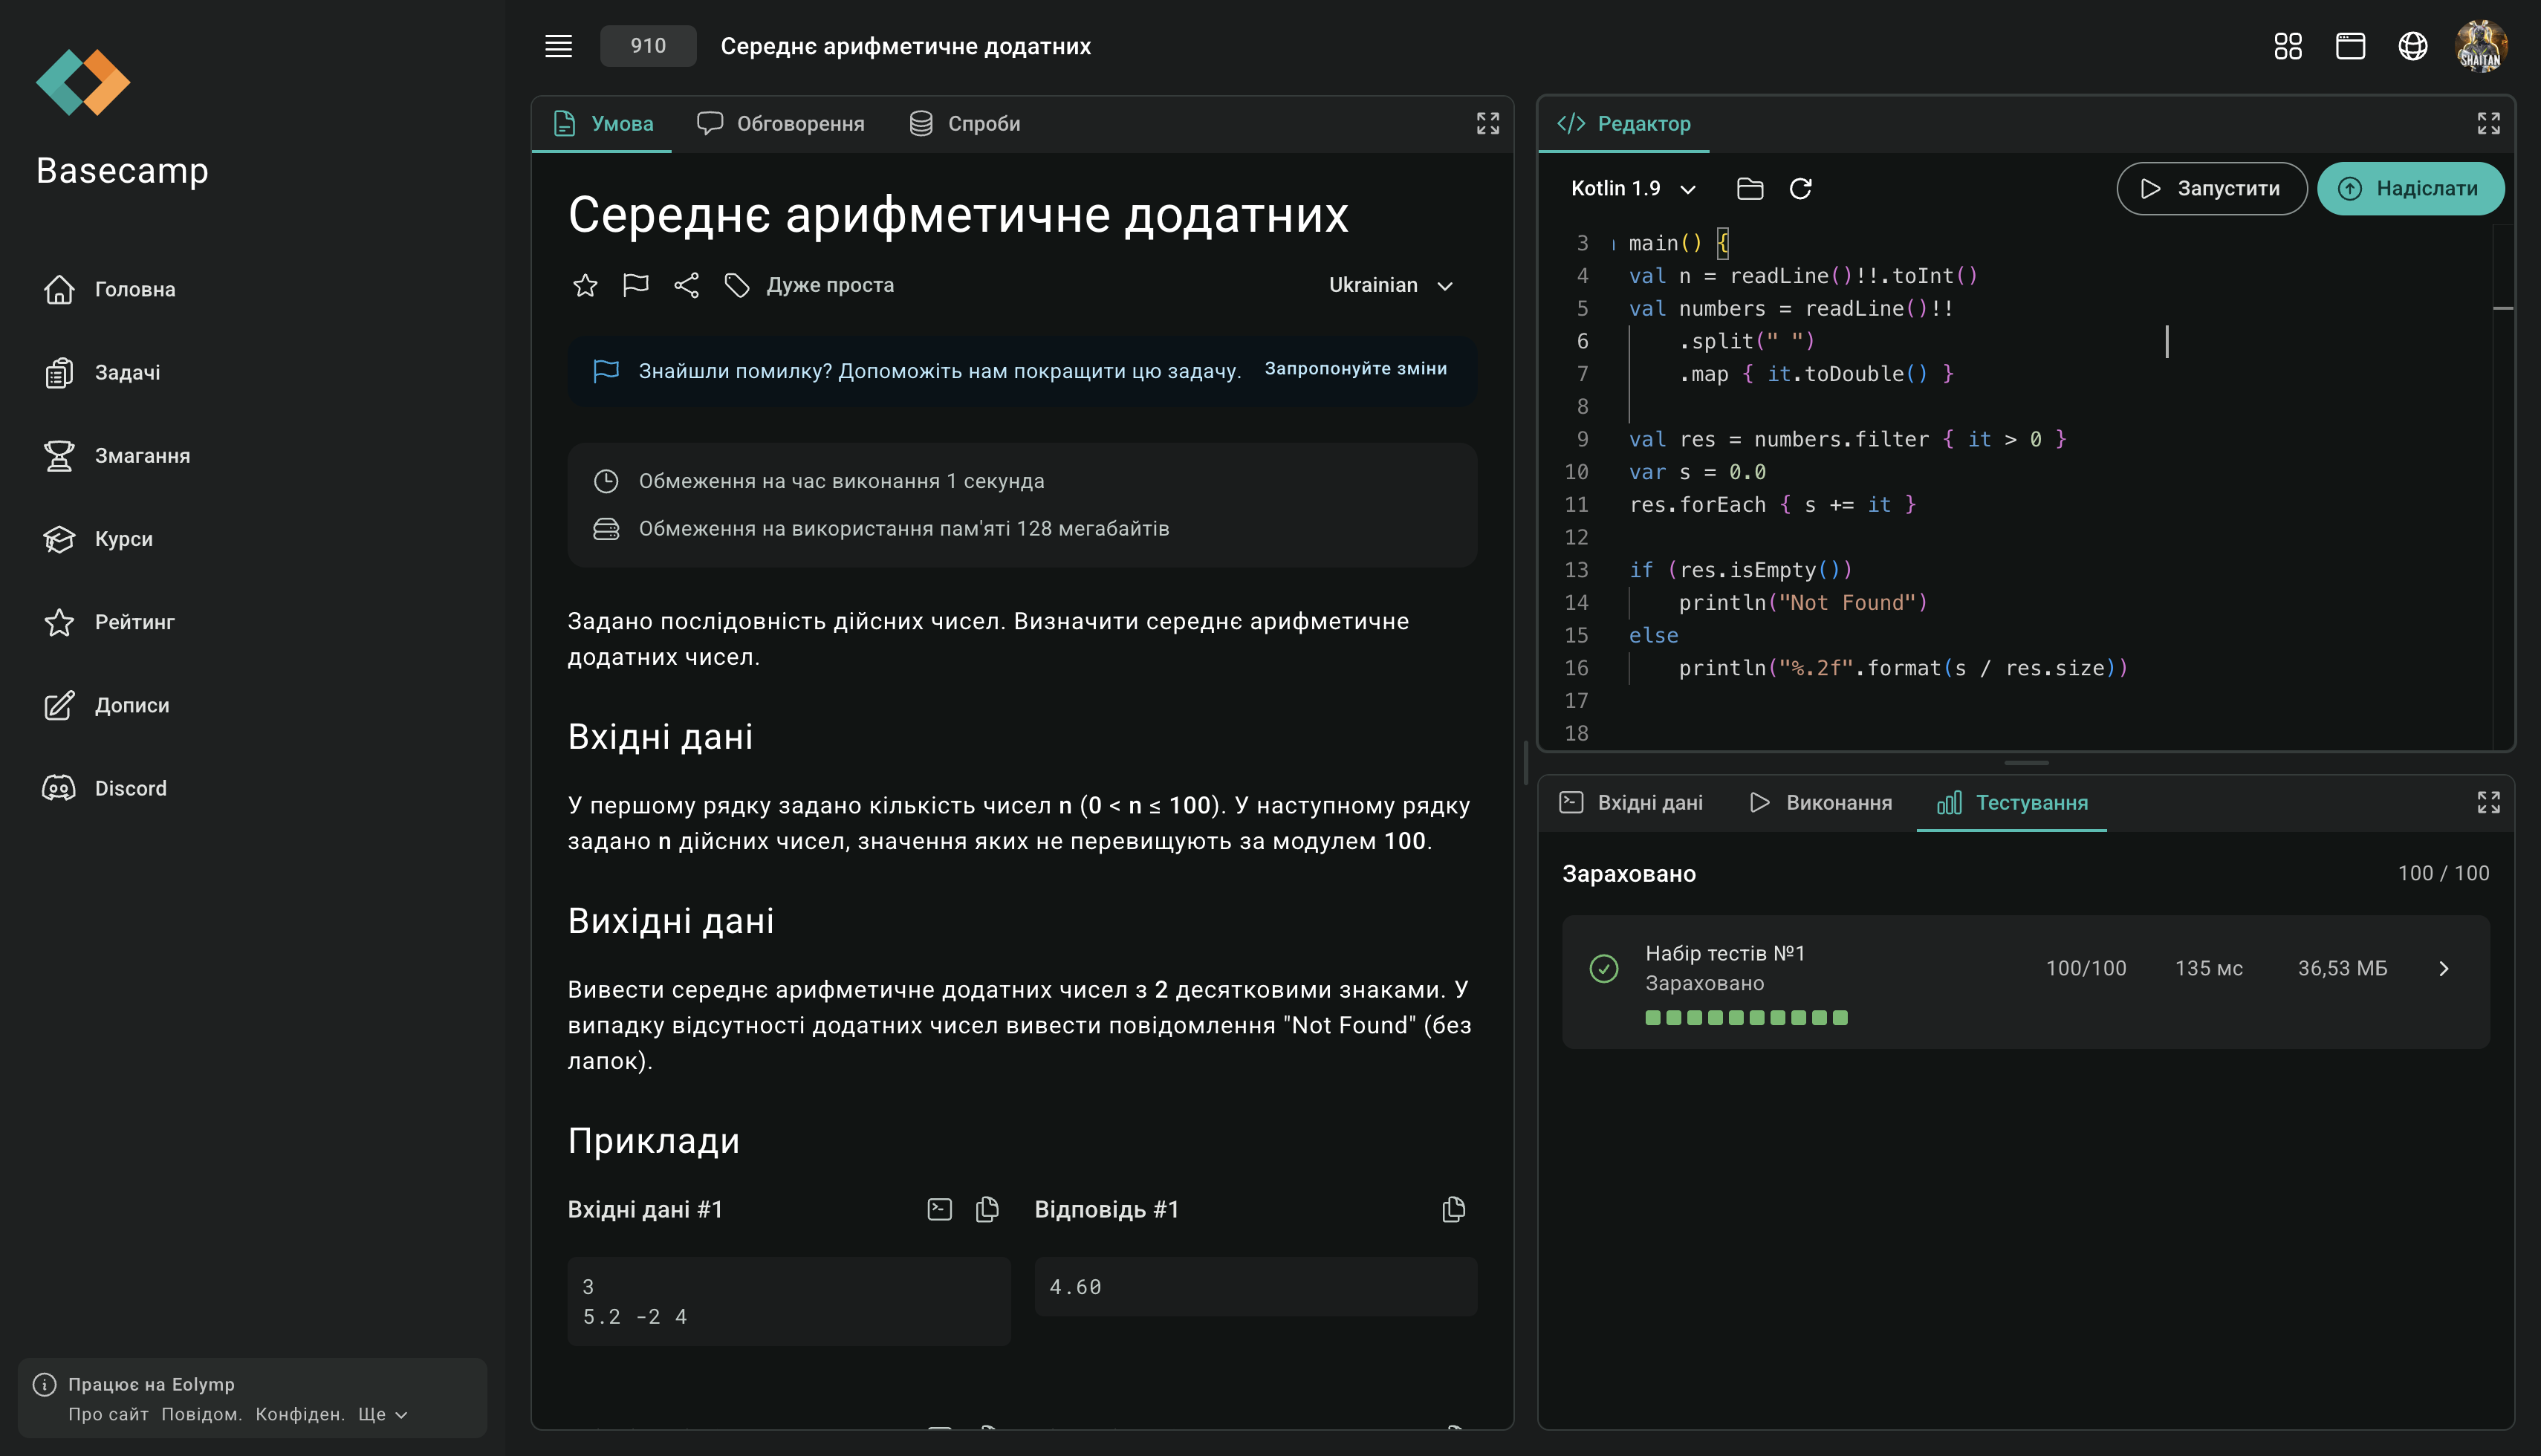 Basecamp
Головна
Задачі
Змагання
Курси
Рейтинг
Дописи
Discord
Працює на Eolymp
Про сайт Повідом. Конфіден. Ще
910 Середнє арифметичне додатних
SHAITAN
Умова Обговорення Спроби
Середнє арифметичне додатних
Дуже проста
Ukrainian
Знайшли помилку? Допоможіть нам покращити цю задачу. Запропонуйте зміни
Обмеження на час виконання 1 секунда
Обмеження на використання пам'яті 128 мегабайтів
Задано послідовність дійсних чисел. Визначити середнє арифметичне
додатних чисел.
Вхідні дані
У першому рядку задано кількість чисел n (0 < n ≤ 100). У наступному рядку
задано n дійсних чисел, значення яких не перевищують за модулем 100.
Вихідні дані
Вивести середнє арифметичне додатних чисел з 2 десятковими знаками. У
випадку відсутності додатних чисел вивести повідомлення "Not Found" (без
лапок).
Приклади
Вхідні дані #1
3
5.2 -2 4
Відповідь #1
4.60
Редактор
Kotlin 1.9
Запустити
Надіслати
3 main() {
4 val n = readLine()!!.toInt()
5 val numbers = readLine()!!
6 .split(" ")
7 .map { it.toDouble() }
8
9 val res = numbers.filter { it > 0 }
10 var s = 0.0
11 res.forEach { s += it }
12
13 if (res.isEmpty())
14 println("Not Found")
15 else
16 println("%.2f".format(s / res.size))
17
18
Вхідні дані Виконання Тестування
Зараховано 100 / 100
Набір тестів №1
Зараховано
100/100 135 мс 36,53 МБ